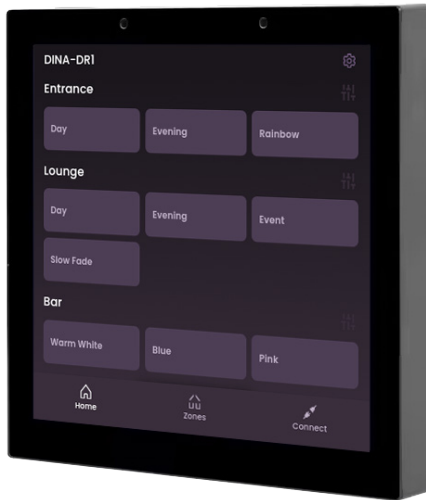 DINA-DR1
Entrance
Day Evening Rainbow
Lounge
Day Evening Event
Slow Fade
Bar
Warm White Blue Pink
Home Zones Connect